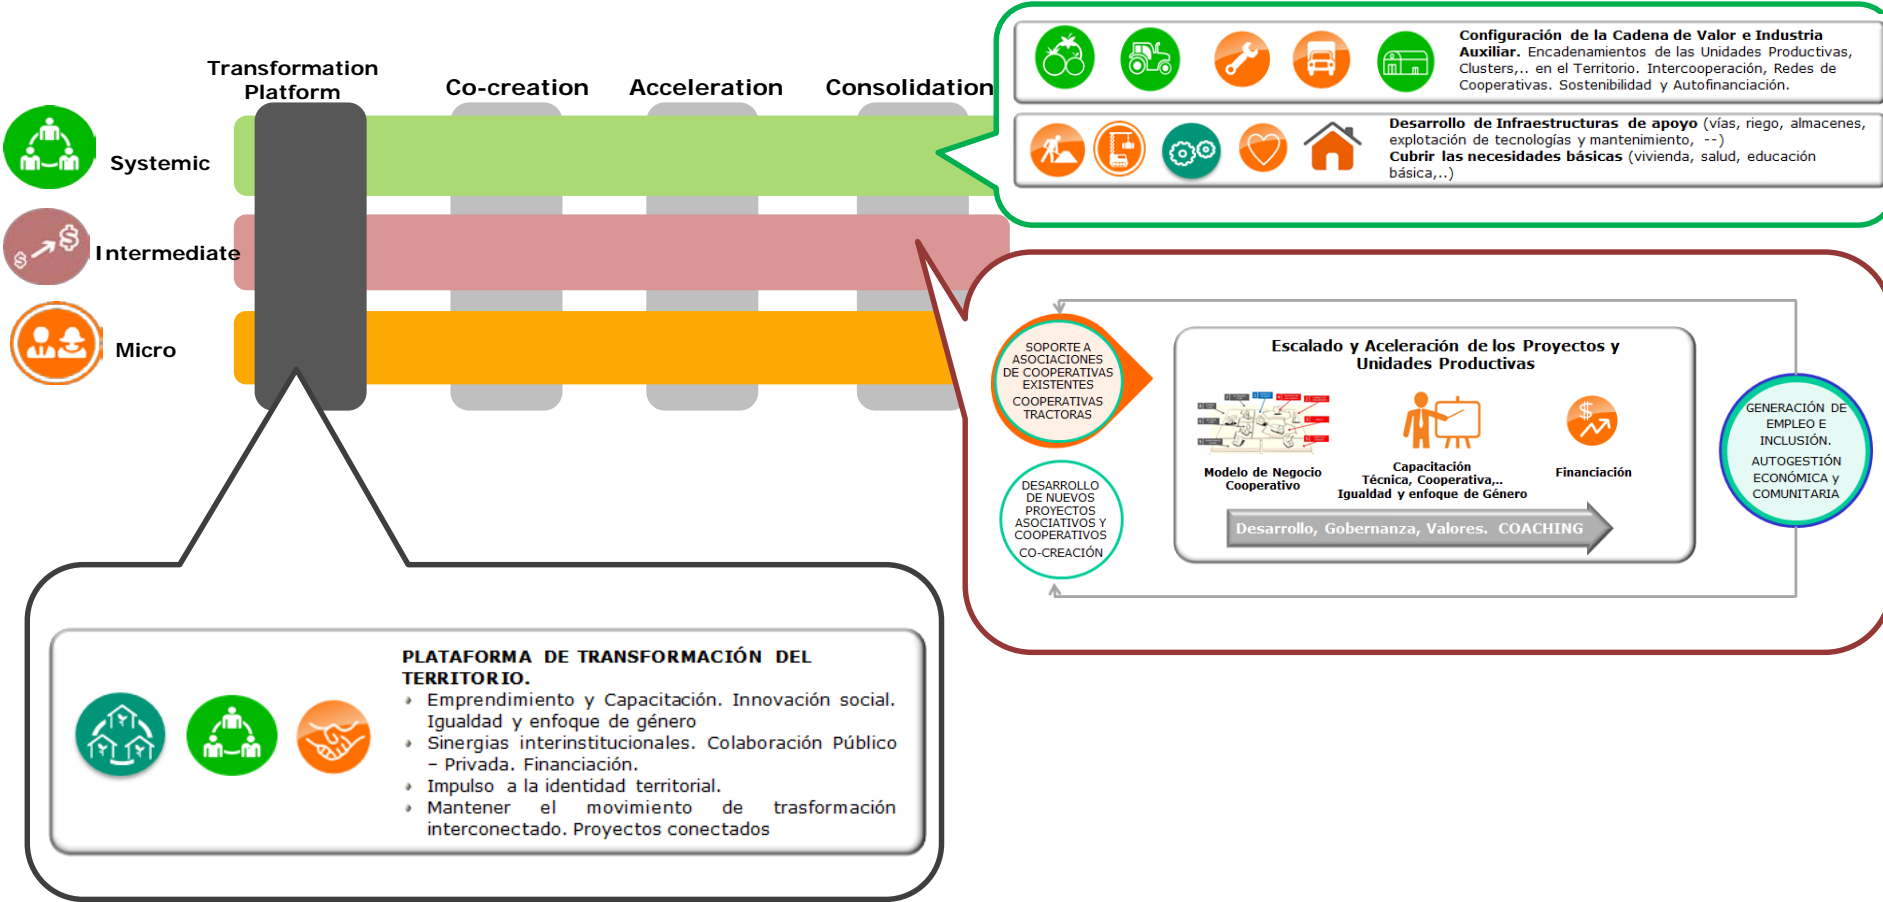 Transformation
Platform
Co-creation
Acceleration
Consolidation
Systemic
Intermediate
Micro
Configuración de la Cadena de Valor e Industria
Auxiliar. Encadenamientos de las Unidades Productivas,
Clusters,.. en el Territorio. Intercooperación, Redes de
Cooperativas. Sostenibilidad y Autofinanciación.
Desarrollo de Infraestructuras de apoyo (vías, riego, almacenes,
explotación de tecnologías y mantenimiento, --)
Cubrir las necesidades básicas (vivienda, salud, educación
básica,..)
SOPORTE A
ASOCIACIONES
DE COOPERATIVAS
EXISTENTES
COOPERATIVAS
TRACTORAS
DESARROLLO
DE NUEVOS
PROYECTOS
ASOCIATIVOS Y
COOPERATIVOS
CO-CREACIÓN
Escalado y Aceleración de los Proyectos y
Unidades Productivas
Modelo de Negocio
Cooperativo
Capacitación
Técnica, Cooperativa,..
Igualdad y enfoque de Género
Financiación
Desarrollo, Gobernanza, Valores. COACHING
GENERACIÓN DE
EMPLEO E
INCLUSIÓN.
AUTOGESTIÓN
ECONÓMICA y
COMUNITARIA
PLATAFORMA DE TRANSFORMACIÓN DEL
TERRITORIO.
Emprendimiento y Capacitación. Innovación social.
Igualdad y enfoque de género
Sinergias interinstitucionales. Colaboración Público
– Privada. Financiación.
Impulso a la identidad territorial.
Mantener el movimiento de trasformación
interconectado. Proyectos conectados